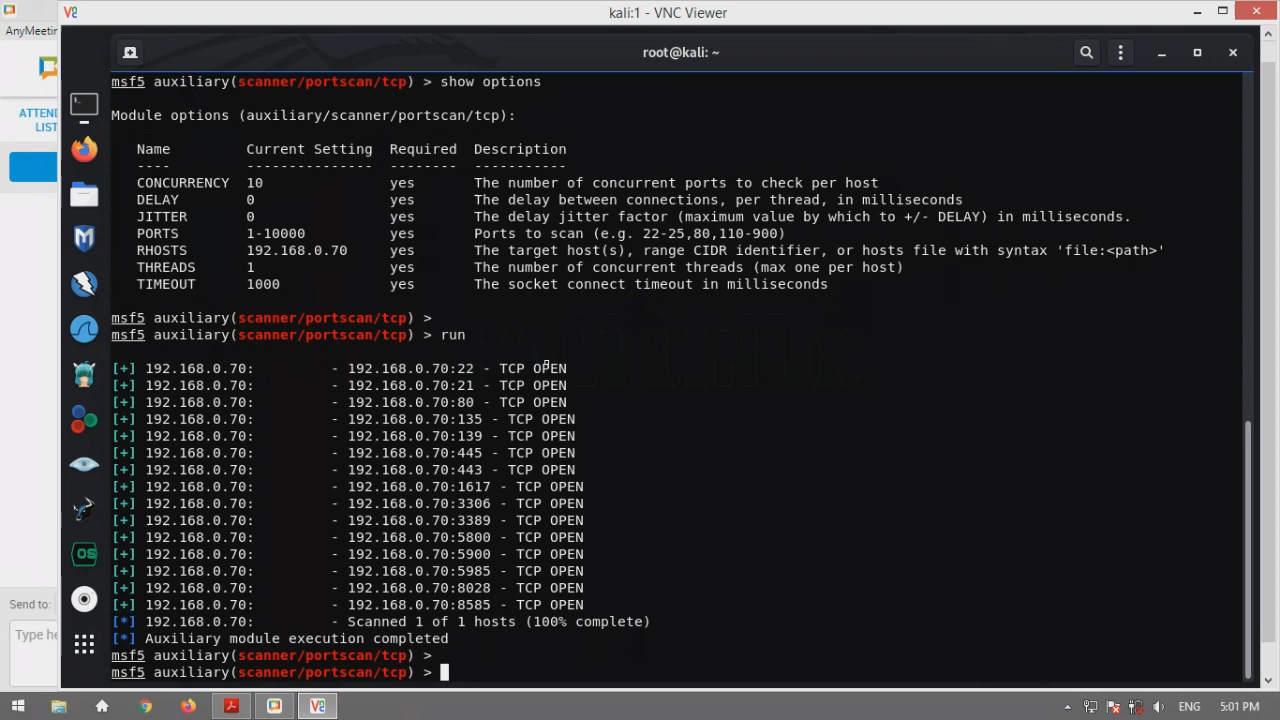 kali:1 - VNC Viewer
AnyMeeting
root@kali: ~
ATTEND
LIST
msf5 auxiliary(scanner/portscan/tcp) > show options
Module options (auxiliary/scanner/portscan/tcp):
Name Current Setting Required Description
---- --------------- -------- -----------
CONCURRENCY 10 yes The number of concurrent ports to check per host
DELAY 0 yes The delay between connections, per thread, in milliseconds
JITTER 0 yes The delay jitter factor (maximum value by which to +/- DELAY) in milliseconds.
PORTS 1-10000 yes Ports to scan (e.g. 22-25,80,110-900)
RHOSTS 192.168.0.70 yes The target host(s), range CIDR identifier, or hosts file with syntax 'file:<path>'
THREADS 1 yes The number of concurrent threads (max one per host)
TIMEOUT 1000 yes The socket connect timeout in milliseconds
msf5 auxiliary(scanner/portscan/tcp) >
msf5 auxiliary(scanner/portscan/tcp) > run
[+] 192.168.0.70: - 192.168.0.70:22 - TCP OPEN
[+] 192.168.0.70: - 192.168.0.70:21 - TCP OPEN
[+] 192.168.0.70: - 192.168.0.70:80 - TCP OPEN
[+] 192.168.0.70: - 192.168.0.70:135 - TCP OPEN
[+] 192.168.0.70: - 192.168.0.70:139 - TCP OPEN
[+] 192.168.0.70: - 192.168.0.70:445 - TCP OPEN
[+] 192.168.0.70: - 192.168.0.70:443 - TCP OPEN
[+] 192.168.0.70: - 192.168.0.70:1617 - TCP OPEN
[+] 192.168.0.70: - 192.168.0.70:3306 - TCP OPEN
[+] 192.168.0.70: - 192.168.0.70:3389 - TCP OPEN
[+] 192.168.0.70: - 192.168.0.70:5800 - TCP OPEN
[+] 192.168.0.70: - 192.168.0.70:5900 - TCP OPEN
[+] 192.168.0.70: - 192.168.0.70:5985 - TCP OPEN
[+] 192.168.0.70: - 192.168.0.70:8028 - TCP OPEN
[+] 192.168.0.70: - 192.168.0.70:8585 - TCP OPEN
[*] 192.168.0.70: - Scanned 1 of 1 hosts (100% complete)
[*] Auxiliary module execution completed
msf5 auxiliary(scanner/portscan/tcp) >
msf5 auxiliary(scanner/portscan/tcp) >
Send to:
Type he
ENG 5:01 PM